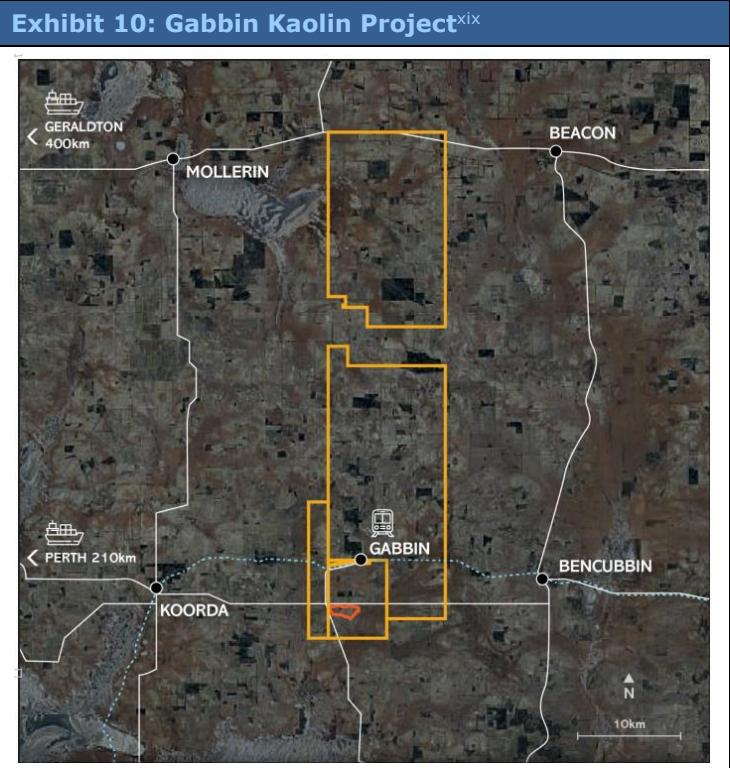 Exhibit 10: Gabbin Kaolin Projectxix
GERALDTON
400km
MOLLERIN
BEACON
PERTH 210km
GABBIN
BENCUBBIN
KOORDA
N
10km